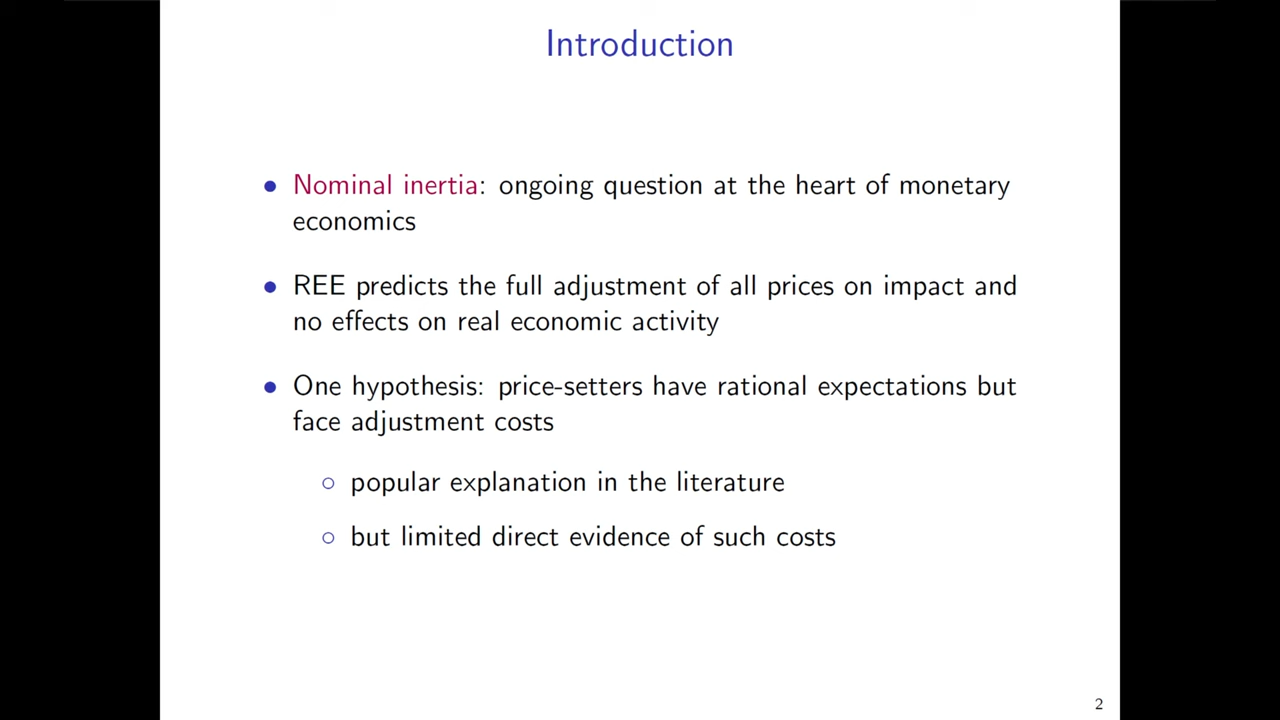 Introduction
• Nominal inertia: ongoing question at the heart of monetary
economics
• REE predicts the full adjustment of all prices on impact and
no effects on real economic activity
• One hypothesis: price-setters have rational expectations but
face adjustment costs
○ popular explanation in the literature
○ but limited direct evidence of such costs
2